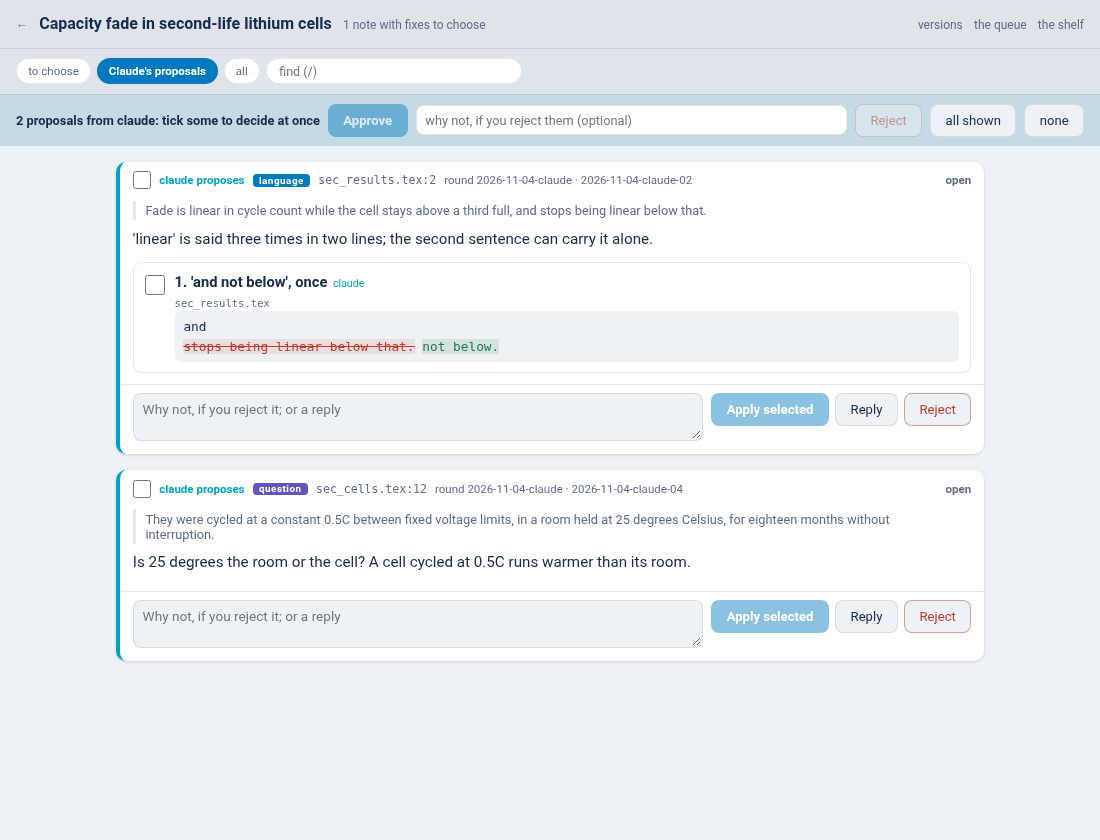 ← Capacity fade in second-life lithium cells 1 note with fixes to choose versions the queue the shelf
to choose Claude's proposals all find (/)
2 proposals from claude: tick some to decide at once Approve why not, if you reject them (optional) Reject all shown none
claude proposes language sec_results.tex:2 round 2026-11-04-claude · 2026-11-04-claude-02 open
Fade is linear in cycle count while the cell stays above a third full, and stops being linear below that.
'linear' is said three times in two lines; the second sentence can carry it alone.
1. 'and not below', once claude
sec_results.tex
and
stops being linear below that. not below.
Why not, if you reject it; or a reply Apply selected Reply Reject
claude proposes question sec_cells.tex:12 round 2026-11-04-claude · 2026-11-04-claude-04 open
They were cycled at a constant 0.5C between fixed voltage limits, in a room held at 25 degrees Celsius, for eighteen months without
interruption.
Is 25 degrees the room or the cell? A cell cycled at 0.5C runs warmer than its room.
Why not, if you reject it; or a reply Apply selected Reply Reject